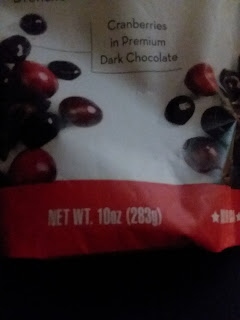 Cranberries
in Premium
Dark Chocolate
NET WT. 10oz (283g)